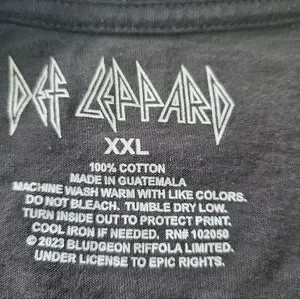 DEF LEPPARD
XXL
100% COTTON
MADE IN GUATEMALA
MACHINE WASH WARM WITH LIKE COLORS.
DO NOT BLEACH. TUMBLE DRY LOW.
TURN INSIDE OUT TO PROTECT PRINT.
COOL IRON IF NEEDED. RN# 102050
© 2023 BLUDGEON RIFFOLA LIMITED.
UNDER LICENSE TO EPIC RIGHTS.